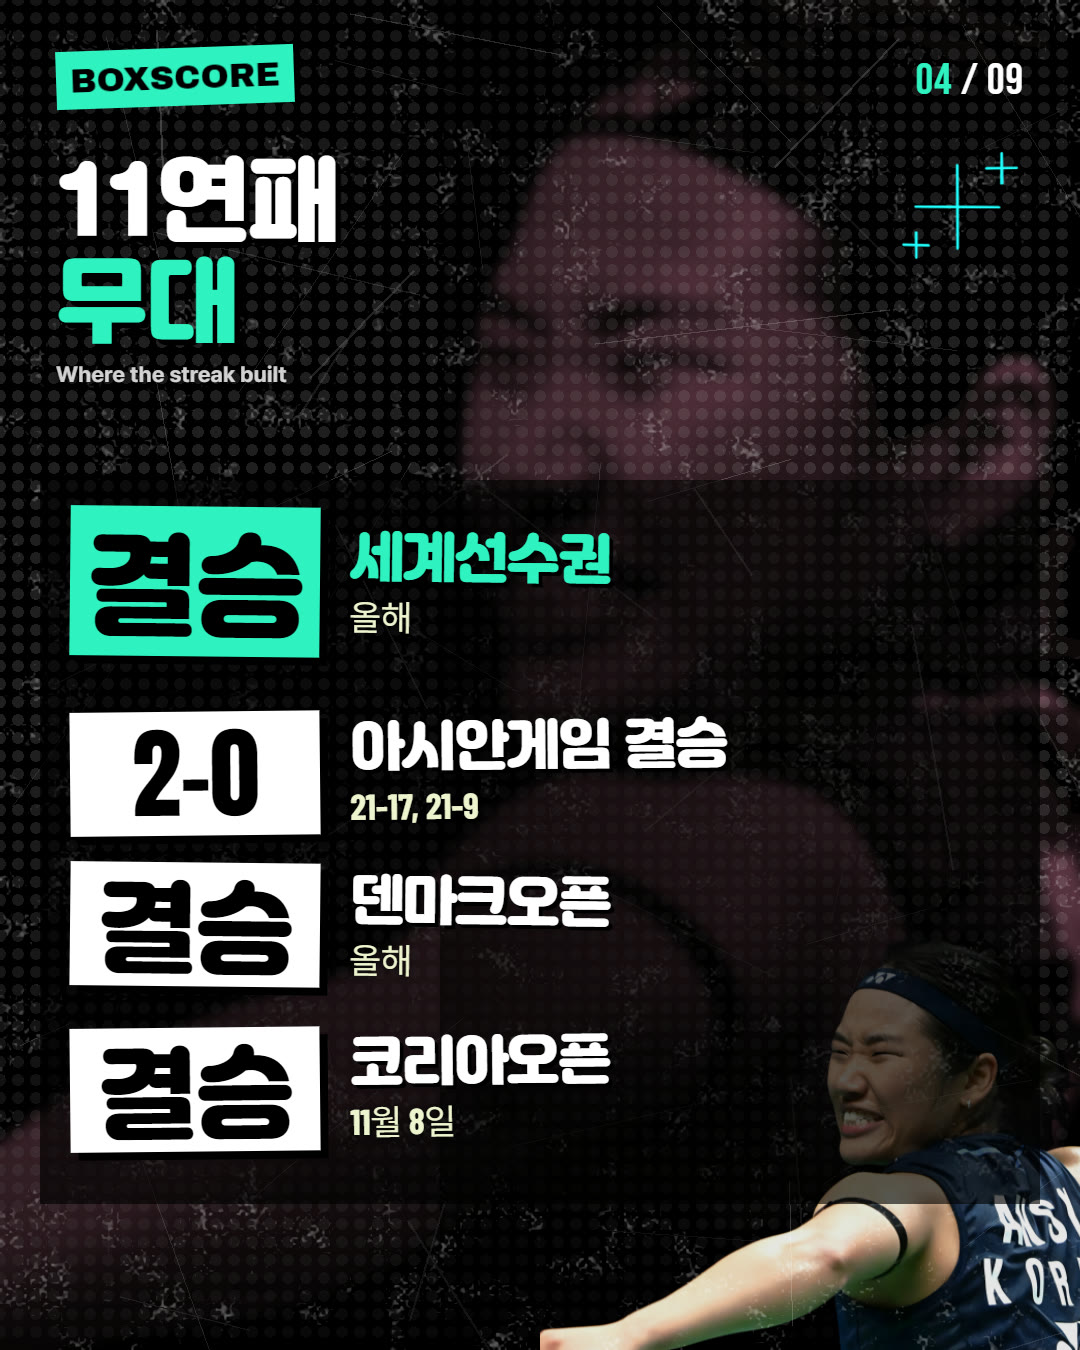 BOXSCORE
04 / 09
11연패
무대
Where the streak built
결승
세계선수권
올해
2-0
아시안게임 결승
21-17, 21-9
결승
덴마크오픈
올해
결승
코리아오픈
11월 8일
KOR